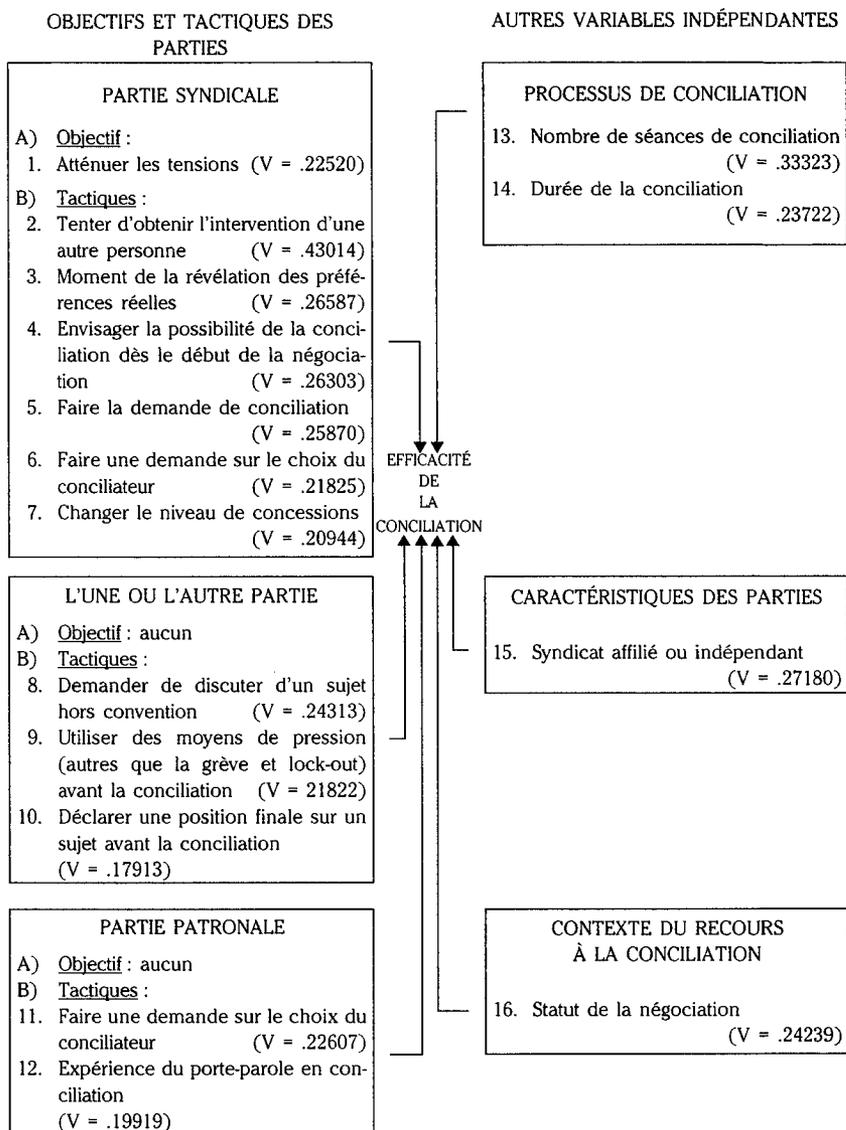 OBJECTIFS ET TACTIQUES DES
PARTIES
PARTIE SYNDICALE
A) Objectif :
1. Atténuer les tensions (V = .22520)
B) Tactiques :
2. Tenter d'obtenir l'intervention d'une
autre personne (V = .43014)
3. Moment de la révélation des préfé-
rences réelles (V = .26587)
4. Envisager la possibilité de la conci-
liation dès le début de la négocia-
tion (V = .26303)
5. Faire la demande de conciliation
(V = .25870)
6. Faire une demande sur le choix du
conciliateur (V = .21825)
7. Changer le niveau de concessions
(V = .20944)
L'UNE OU L'AUTRE PARTIE
A) Objectif : aucun
B) Tactiques :
8. Demander de discuter d'un sujet
hors convention (V = .24313)
9. Utiliser des moyens de pression
(autres que la grève et lock-out)
avant la conciliation (V = 21822)
10. Déclarer une position finale sur un
sujet avant la conciliation
(V = .17913)
PARTIE PATRONALE
A) Objectif : aucun
B) Tactiques :
11. Faire une demande sur le choix du
conciliateur (V = .22607)
12. Expérience du porte-parole en con-
ciliation
(V = .19919)
EFFICACITÉ
DE
LA
CONCILIATION
AUTRES VARIABLES INDÉPENDANTES
PROCESSUS DE CONCILIATION
13. Nombre de séances de conciliation
(V = .33323)
14. Durée de la conciliation
(V = .23722)
CARACTÉRISTIQUES DES PARTIES
15. Syndicat affilié ou indépendant
(V = .27180)
CONTEXTE DU RECOURS
À LA CONCILIATION
16. Statut de la négociation
(V = .24239)